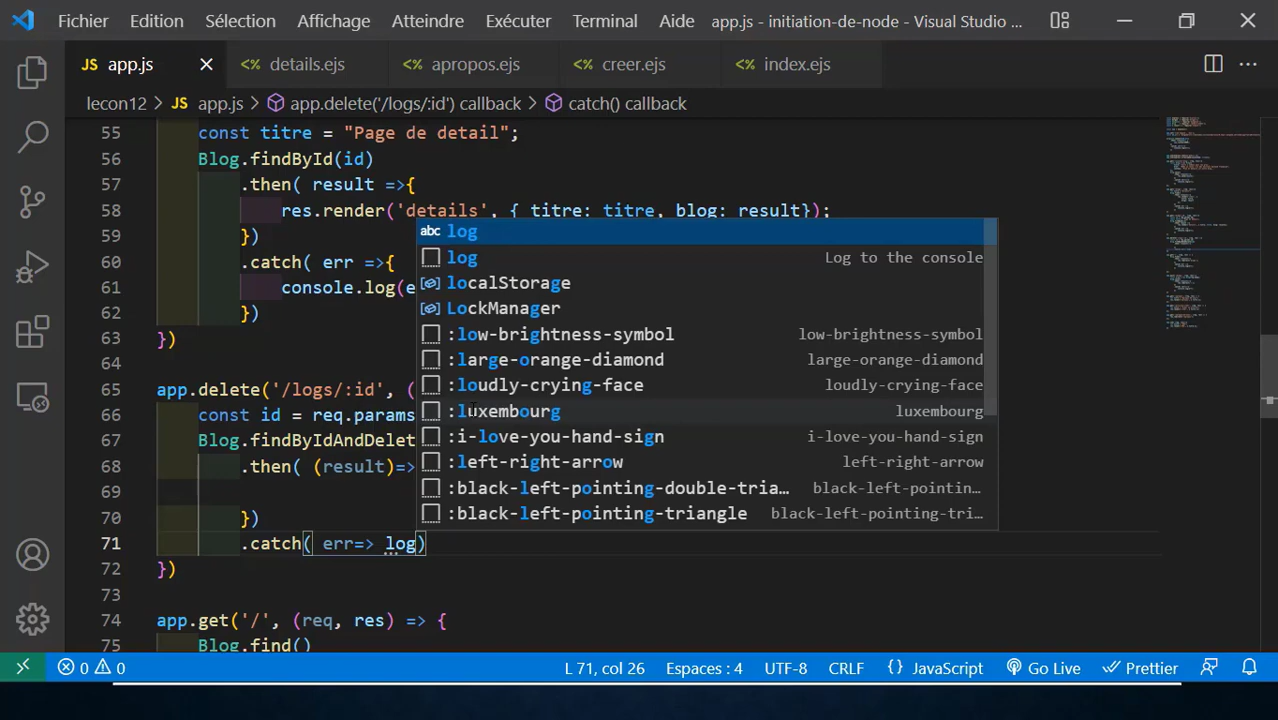 Fichier Edition Sélection Affichage Atteindre Exécuter Terminal Aide app.js - initiation-de-node - Visual Studio ...
JS app.js details.ejs apropos.ejs creer.ejs index.ejs
lecon12 > JS app.js > app.delete('/logs/:id') callback > catch() callback
55 const titre = "Page de detail";
56 Blog.findById(id)
57 .then( result =>{
58 res.render('details', { titre: titre, blog: result});
59 })
60 .catch( err =>{
61 console.log(e
62 })
63 })
64
65 app.delete('/logs/:id', (
66 const id = req.params
67 Blog.findByIdAndDelet
68 .then( (result)=>
69
70 })
71 .catch( err=> log)
72 })
73
74 app.get('/', (req, res) => {
75 Blog.find()
abc log
log Log to the console
localStorage
LockManager
:low-brightness-symbol low-brightness-symbol
:large-orange-diamond large-orange-diamond
:loudly-crying-face loudly-crying-face
:luxembourg luxembourg
:i-love-you-hand-sign i-love-you-hand-sign
:left-right-arrow left-right-arrow
:black-left-pointing-double-tria… black-left-pointin…
:black-left-pointing-triangle black-left-pointing-tri…
0 0 L 71, col 26 Espaces : 4 UTF-8 CRLF {} JavaScript Go Live Prettier